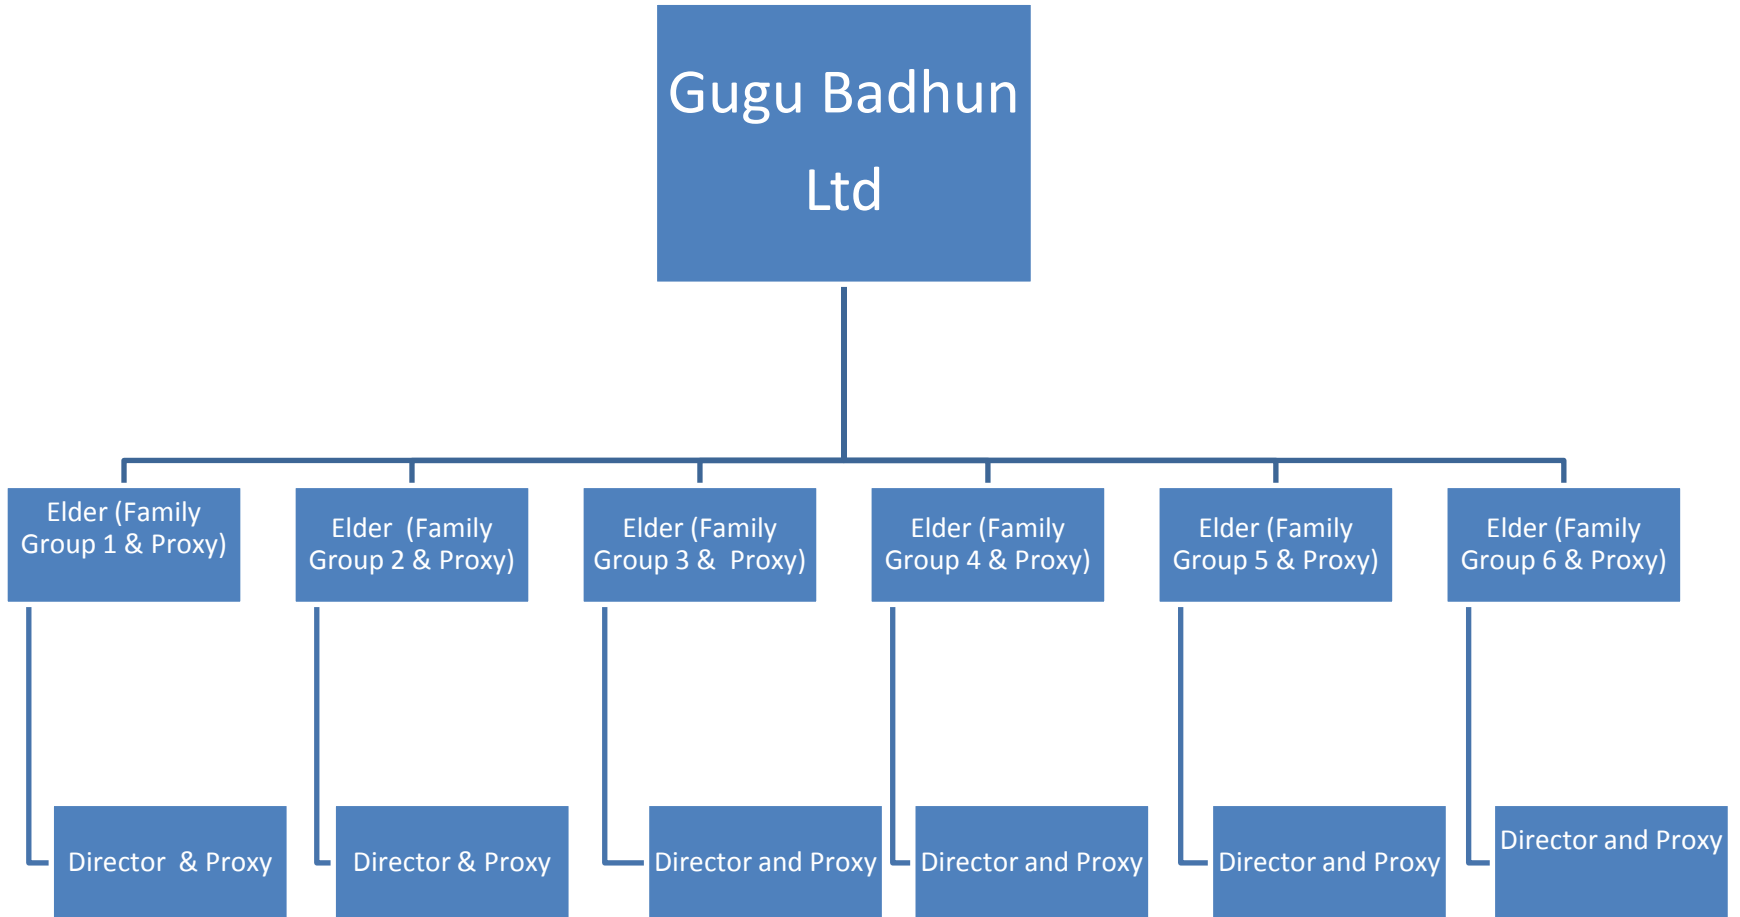 Gugu Badhun
Ltd
Elder (Family
Group 1 & Proxy)
Elder (Family
Group 2 & Proxy)
Elder (Family
Group 3 & Proxy)
Elder (Family
Group 4 & Proxy)
Elder (Family
Group 5 & Proxy)
Elder (Family
Group 6 & Proxy)
Director & Proxy
Director & Proxy
Director and Proxy
Director and Proxy
Director and Proxy
Director and Proxy